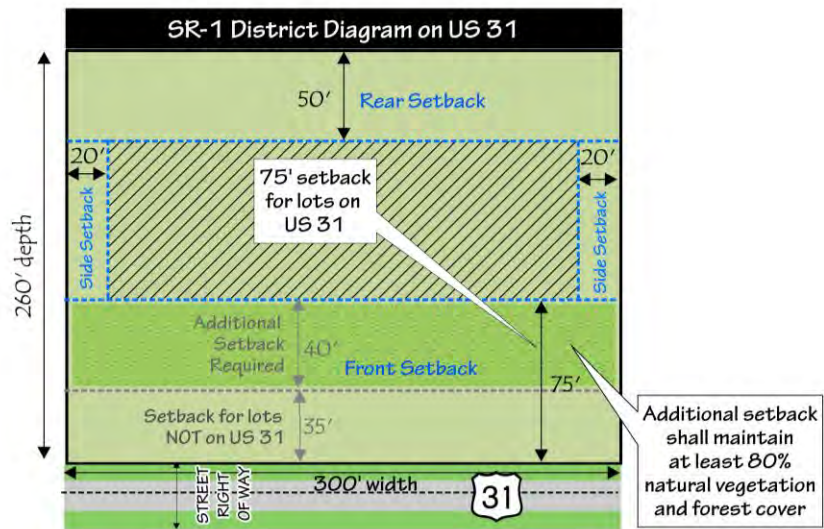 SR-1 District Diagram on US 31
50'
Rear Setback
20'
20'
75' setback
for lots on
US 31
Side Setback
Side Setback
260' depth
Additional
Setback
Required
40'
Front Setback
75'
Setback for lots
NOT on US 31
35'
Additional setback
shall maintain
at least 80%
natural vegetation
and forest cover
300' width
STREET
RIGHT
OF WAY
31